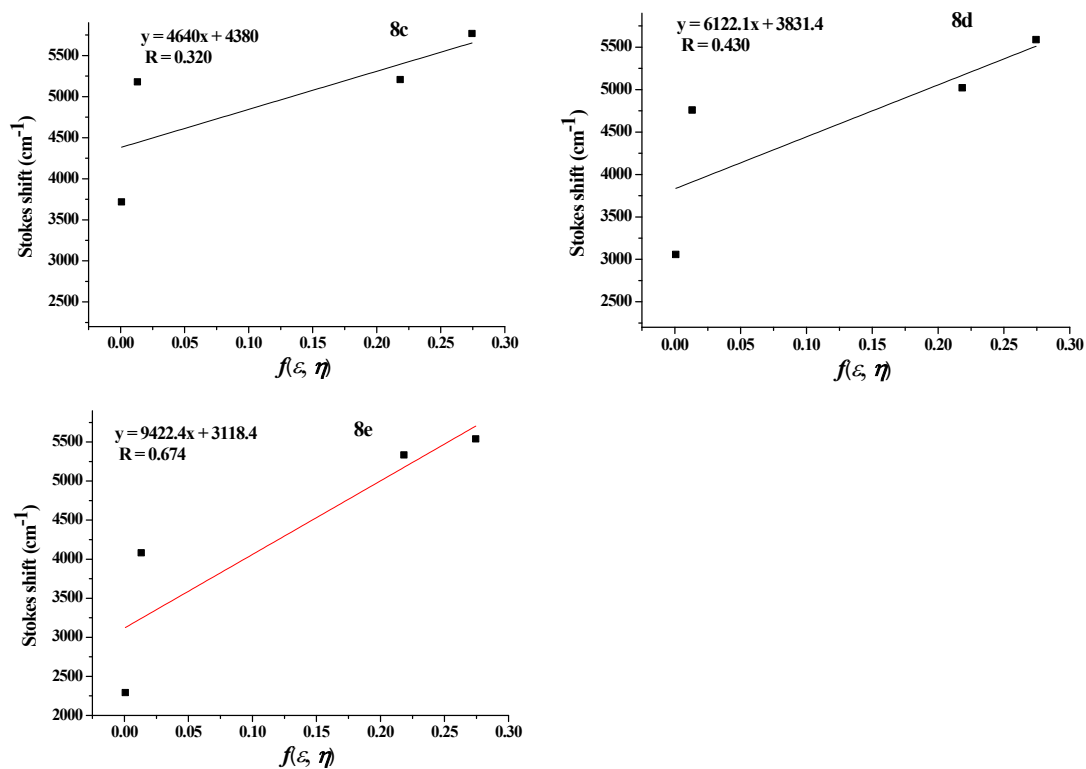 y = 4640x + 4380
R = 0.320
8c
5500
5000
4500
4000
3500
3000
2500
Stokes shift (cm⁻¹)
0.00 0.05 0.10 0.15 0.20 0.25 0.30
f(ε, η)
y = 6122.1x + 3831.4
R = 0.430
8d
5500
5000
4500
4000
3500
3000
2500
Stokes shift (cm⁻¹)
0.00 0.05 0.10 0.15 0.20 0.25 0.30
f(ε, η)
y = 9422.4x + 3118.4
R = 0.674
8e
5500
5000
4500
4000
3500
3000
2500
2000
Stokes shift (cm⁻¹)
0.00 0.05 0.10 0.15 0.20 0.25 0.30
f(ε, η)